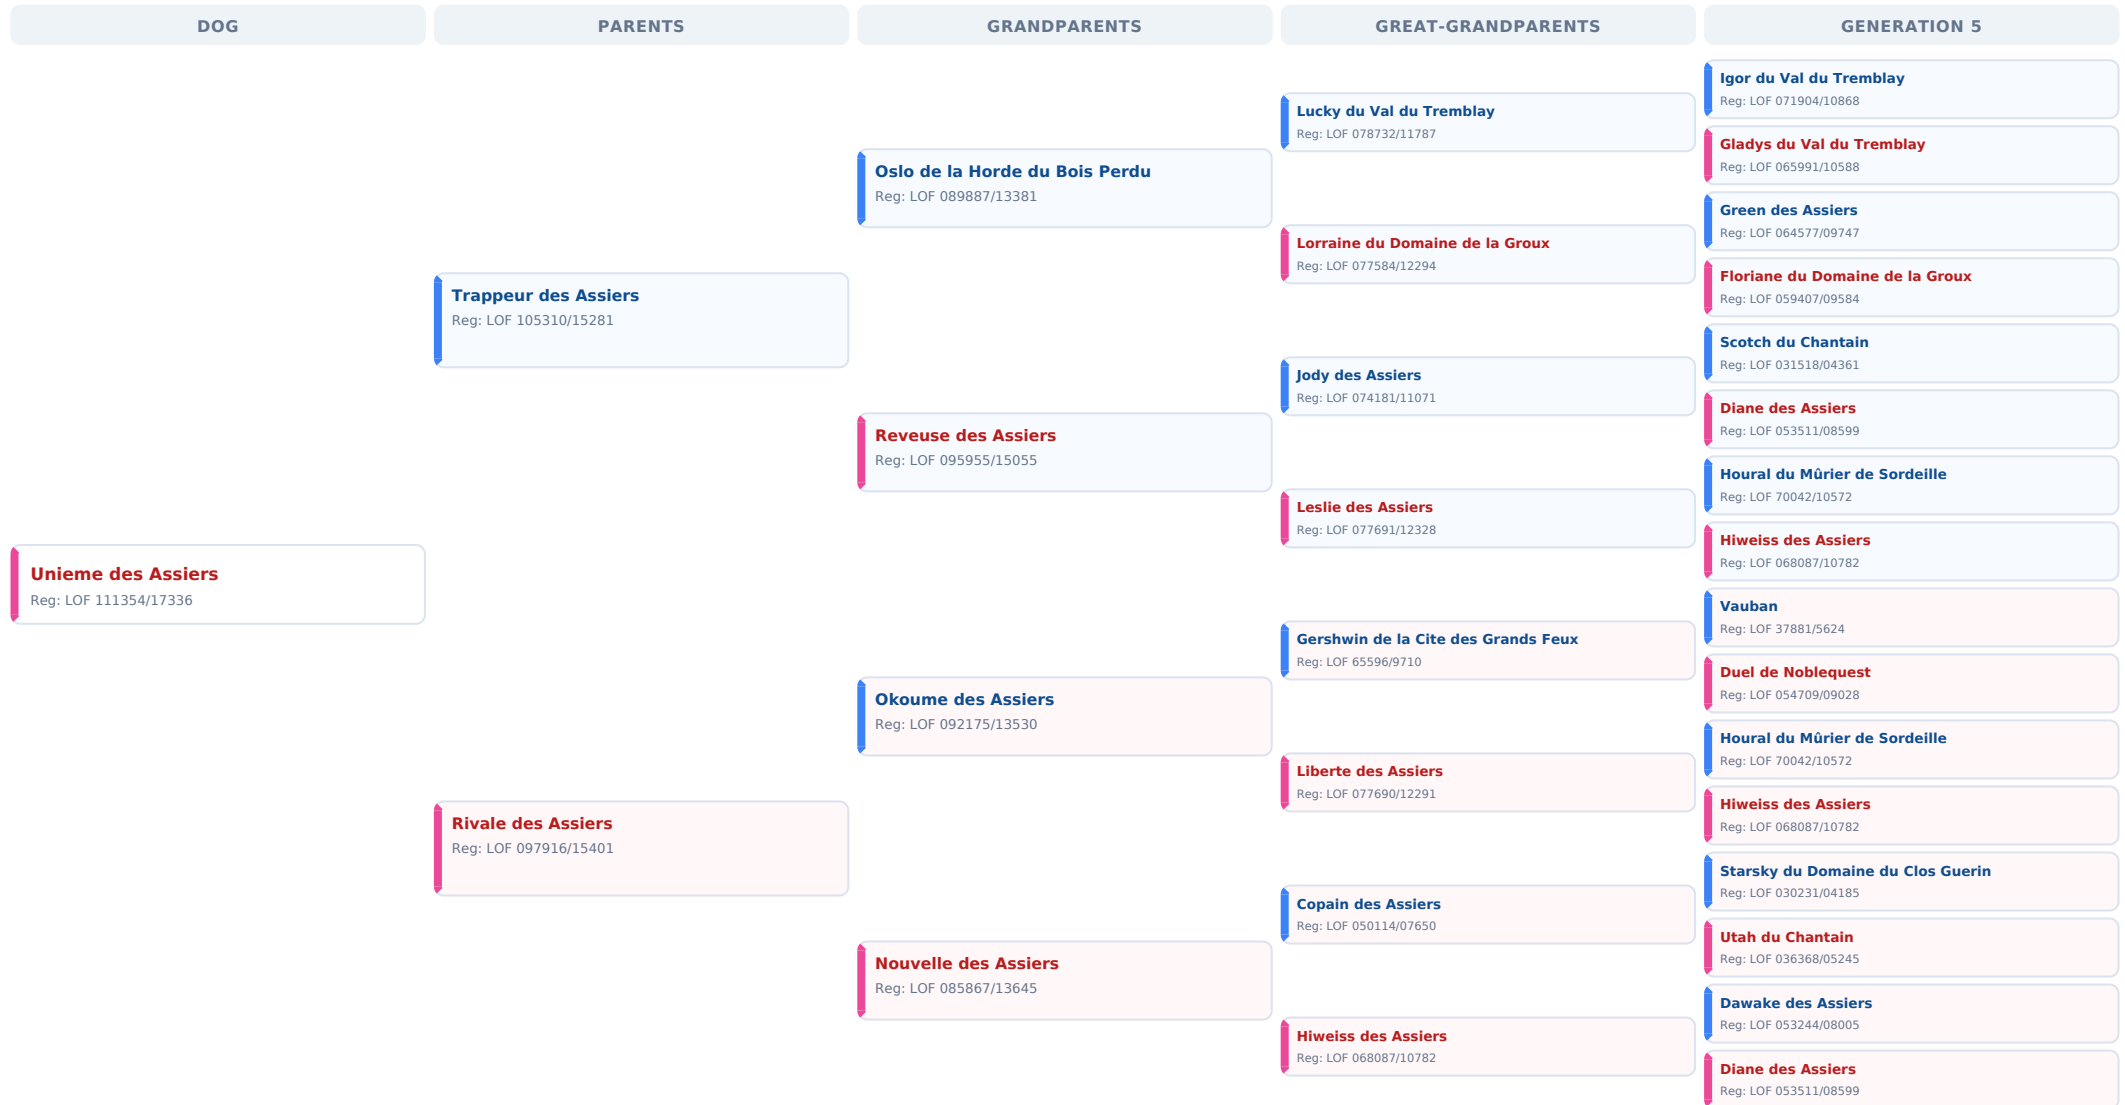 DOG
PARENTS
GRANDPARENTS
GREAT-GRANDPARENTS
GENERATION 5
Unieme des Assiers
Reg: LOF 111354/17336
Trappeur des Assiers
Reg: LOF 105310/15281
Rivale des Assiers
Reg: LOF 097916/15401
Oslo de la Horde du Bois Perdu
Reg: LOF 089887/13381
Reveuse des Assiers
Reg: LOF 095955/15055
Okoume des Assiers
Reg: LOF 092175/13530
Nouvelle des Assiers
Reg: LOF 085867/13645
Lucky du Val du Tremblay
Reg: LOF 078732/11787
Lorraine du Domaine de la Groux
Reg: LOF 077584/12294
Jody des Assiers
Reg: LOF 074181/11071
Leslie des Assiers
Reg: LOF 077691/12328
Gershwin de la Cite des Grands Feux
Reg: LOF 65596/9710
Liberte des Assiers
Reg: LOF 077690/12291
Copain des Assiers
Reg: LOF 050114/07650
Hiweiss des Assiers
Reg: LOF 068087/10782
Igor du Val du Tremblay
Reg: LOF 071904/10868
Gladys du Val du Tremblay
Reg: LOF 065991/10588
Green des Assiers
Reg: LOF 064577/09747
Floriane du Domaine de la Groux
Reg: LOF 059407/09584
Scotch du Chantain
Reg: LOF 031518/04361
Diane des Assiers
Reg: LOF 053511/08599
Houral du Mûrier de Sordeille
Reg: LOF 70042/10572
Hiweiss des Assiers
Reg: LOF 068087/10782
Vauban
Reg: LOF 37881/5624
Duel de Noblequest
Reg: LOF 054709/09028
Houral du Mûrier de Sordeille
Reg: LOF 70042/10572
Hiweiss des Assiers
Reg: LOF 068087/10782
Starsky du Domaine du Clos Guerin
Reg: LOF 030231/04185
Utah du Chantain
Reg: LOF 036368/05245
Dawake des Assiers
Reg: LOF 053244/08005
Diane des Assiers
Reg: LOF 053511/08599